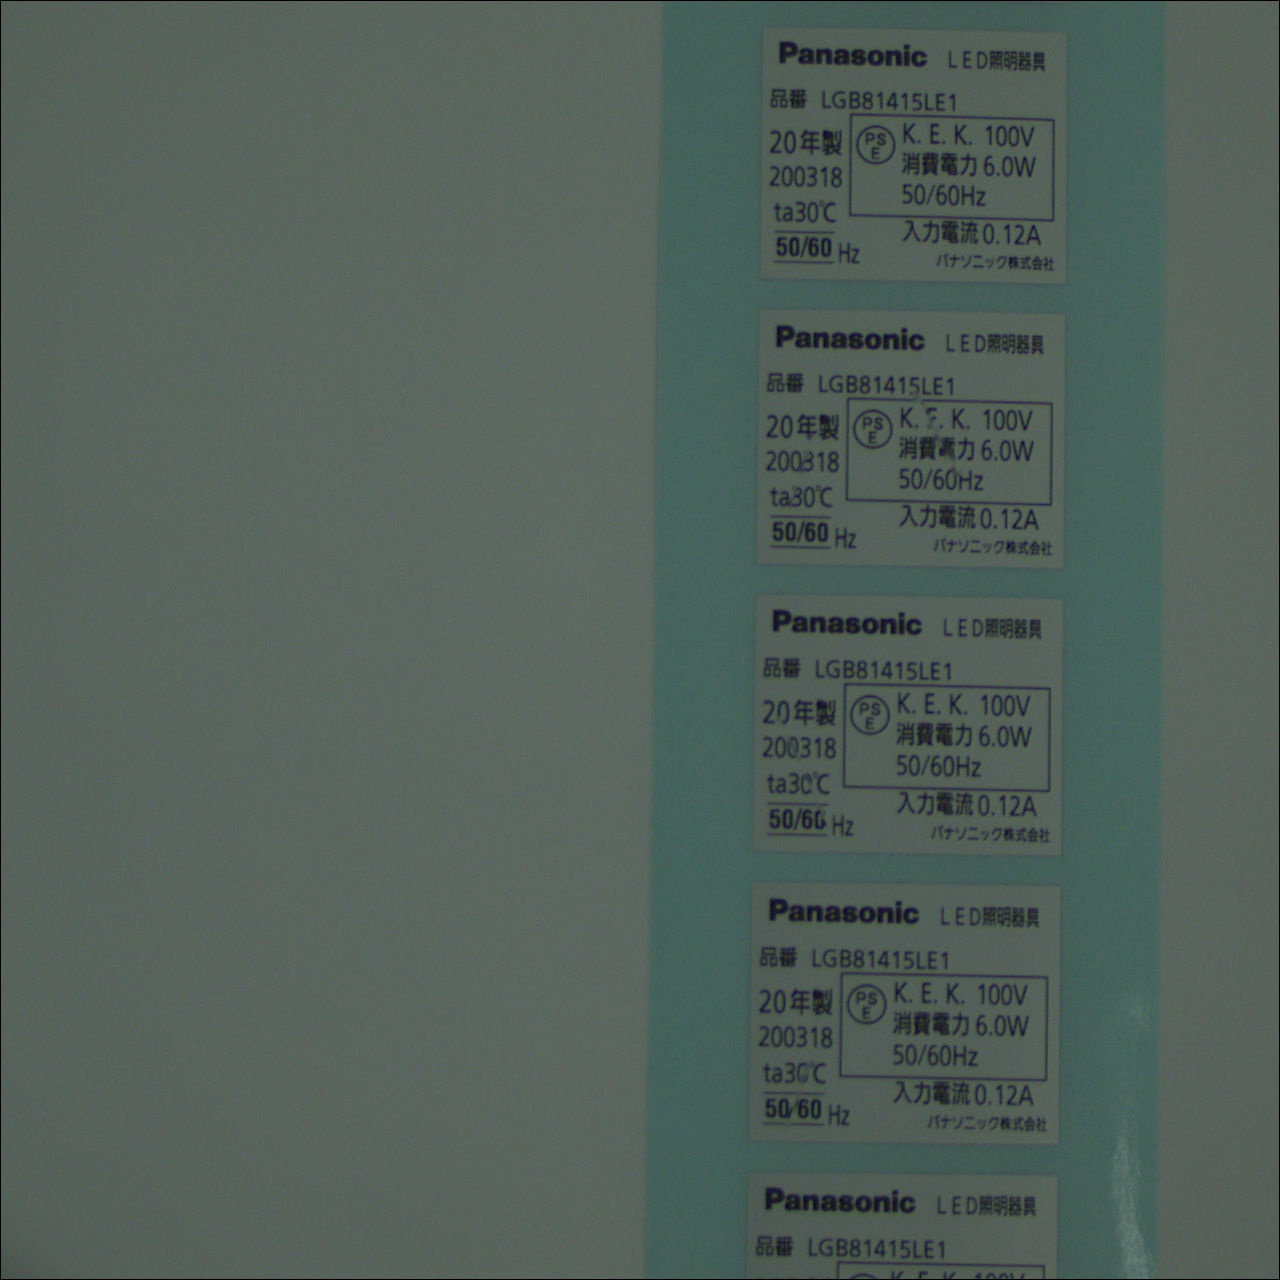 Panasonic LED照明器具
品番 LGB81415LE1
20年製
200318
ta30℃
50/60 Hz
PS E
K. E. K. 100V
消費電力 6.0W
50/60Hz
入力電流 0.12A
パナソニック株式会社
Panasonic LED照明器具
品番 LGB81415LE1
20年製
200318
ta30℃
50/60 Hz
PS E
K. E. K. 100V
消費電力 6.0W
50/60Hz
入力電流 0.12A
パナソニック株式会社
Panasonic LED照明器具
品番 LGB81415LE1
20年製
200318
ta30℃
50/60 Hz
PS E
K. E. K. 100V
消費電力 6.0W
50/60Hz
入力電流 0.12A
パナソニック株式会社
Panasonic LED照明器具
品番 LGB81415LE1
20年製
200318
ta30℃
50/60 Hz
PS E
K. E. K. 100V
消費電力 6.0W
50/60Hz
入力電流 0.12A
パナソニック株式会社
Panasonic LED照明器具
品番 LGB81415LE1
K. E. K. 100V